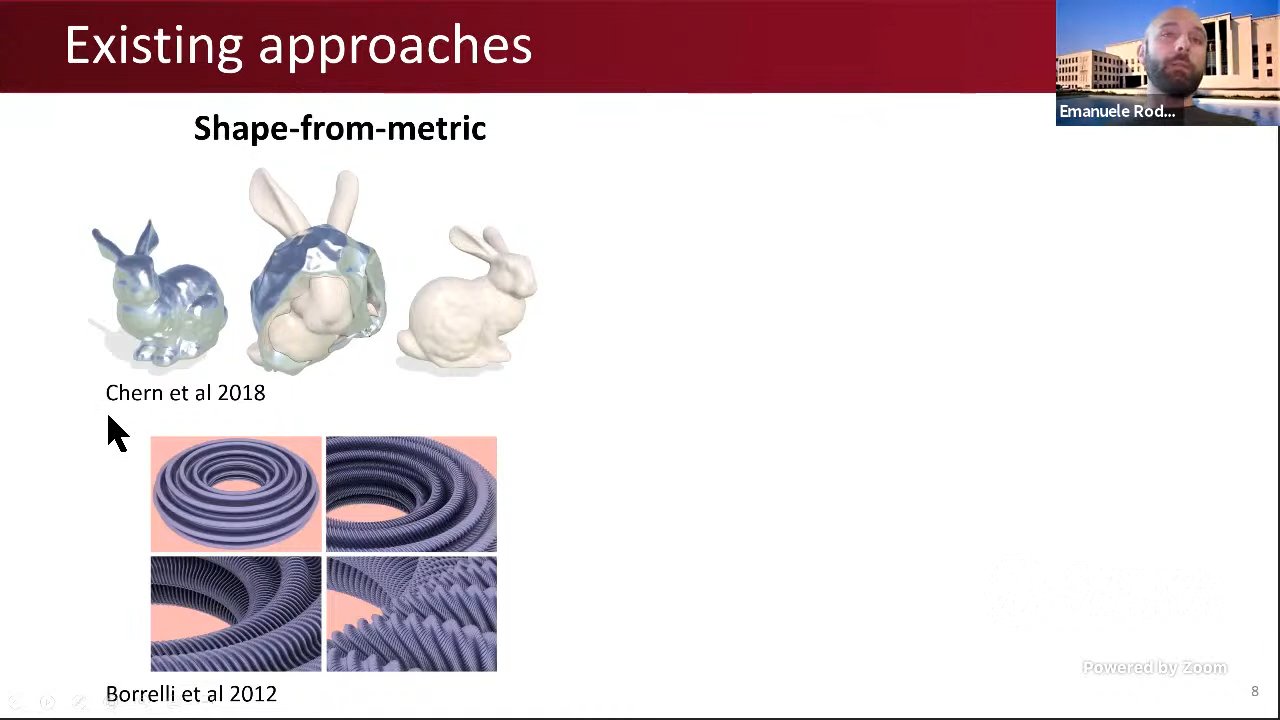 Existing approaches
Emanuele Rod...
Shape-from-metric
Chern et al 2018
Borrelli et al 2012
Powered by Zoom
8